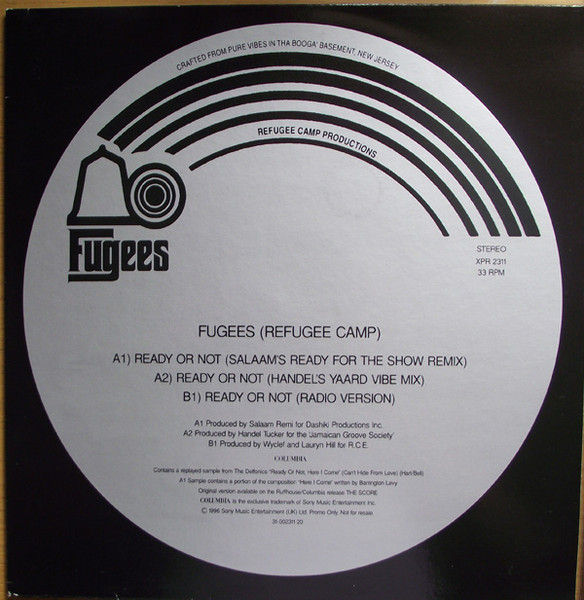 CRAFTED FROM PURE VIBES IN THA BOOGA' BASEMENT, NEW JERSEY
REFUGEE CAMP PRODUCTIONS
Fugees
STEREO
XPR 2311
33 RPM
FUGEES (REFUGEE CAMP)
A1) READY OR NOT (SALAAM'S READY FOR THE SHOW REMIX)
A2) READY OR NOT (HANDEL'S YAARD VIBE MIX)
B1) READY OR NOT (RADIO VERSION)
A1 Produced by Salaam Remi for Dashiki Productions Inc.
A2 Produced by Handel Tucker for the 'Jamaican Groove Society'
B1 Produced by Wyclef and Lauryn Hill for R.C.E.
COLUMBIA
Contains a replayed sample from The Delfonics "Ready Or Not, Here I Come" (Can't Hide From Love) (Hart/Bell)
A1 Sample contains a portion of the composition "Here I Come" written by Barrington Levy
Original version available on the Ruffhouse/Columbia release THE SCORE
COLUMBIA is the exclusive trademark of Sony Music Entertainment Inc.
© 1996 Sony Music Entertainment (UK) Ltd. Promo Only. Not for resale
31-002311-20